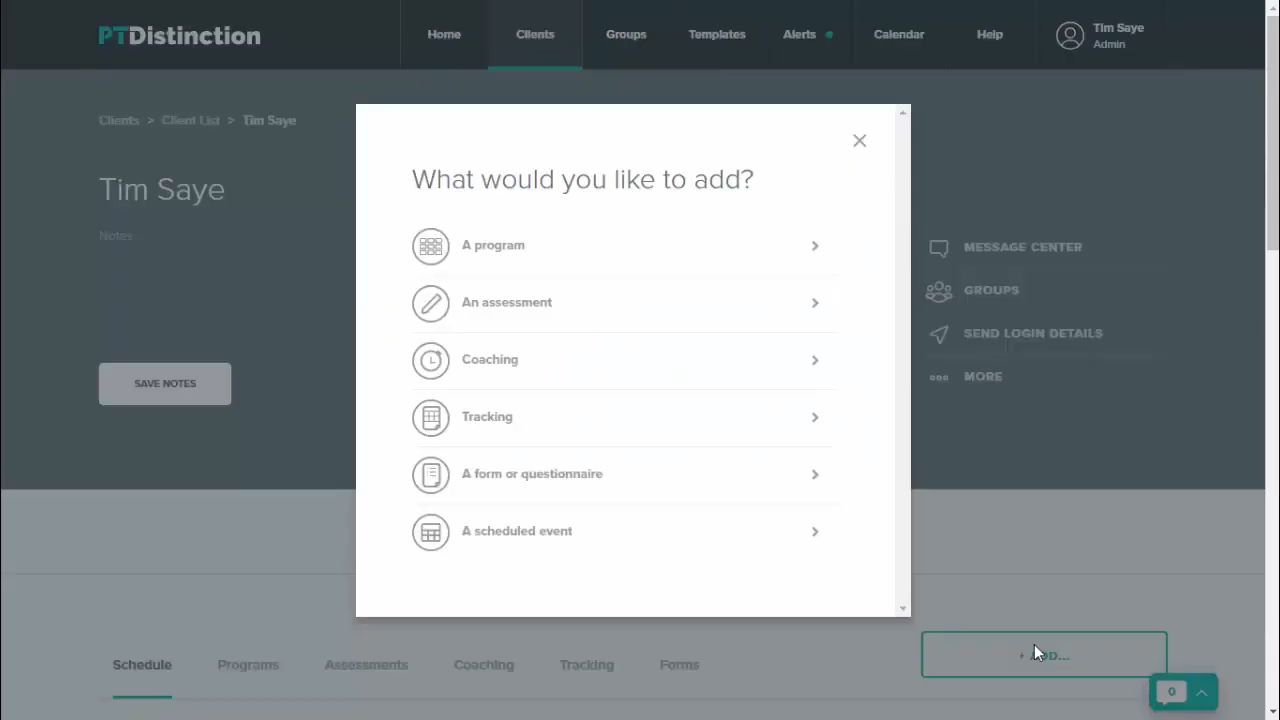 PTDistinction
Home
Clients
Groups
Templates
Alerts
Calendar
Help
Tim Saye
Admin
Clients > Client List > Tim Saye
Tim Saye
Notes
SAVE NOTES
What would you like to add?
A program
An assessment
Coaching
Tracking
A form or questionnaire
A scheduled event
MESSAGE CENTER
GROUPS
SEND LOGIN DETAILS
MORE
Schedule
Programs
Assessments
Coaching
Tracking
Forms
0